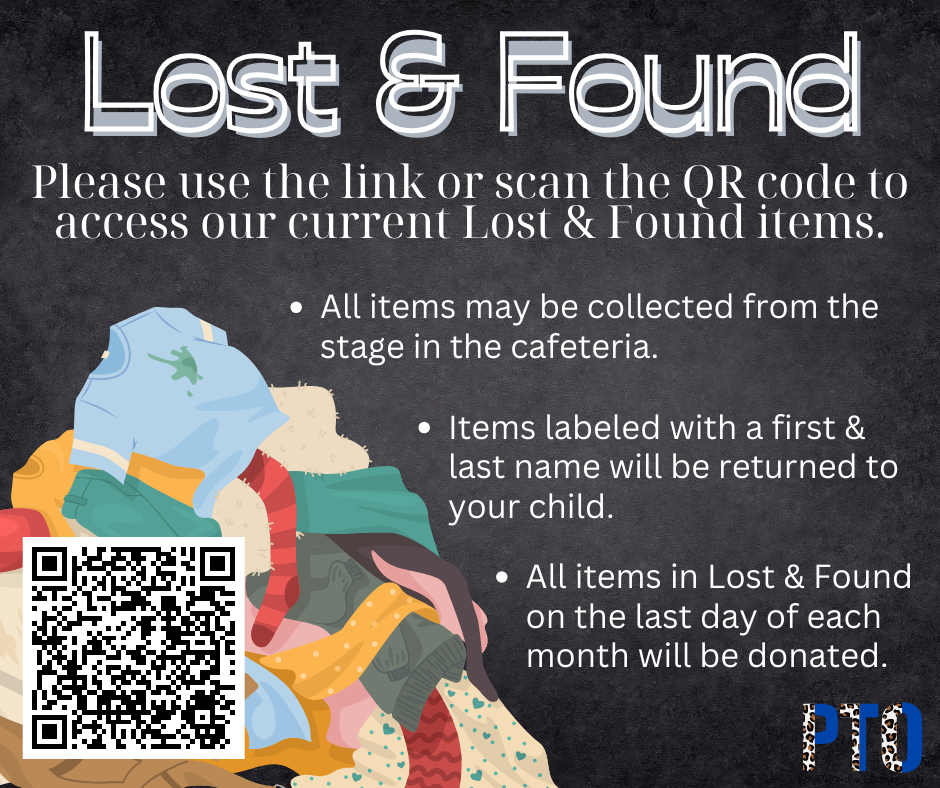 Lost & Found
Please use the link or scan the QR code to
access our current Lost & Found items.
• All items may be collected from the
stage in the cafeteria.
• Items labeled with a first &
last name will be returned to
your child.
• All items in Lost & Found
on the last day of each
month will be donated.
PTO